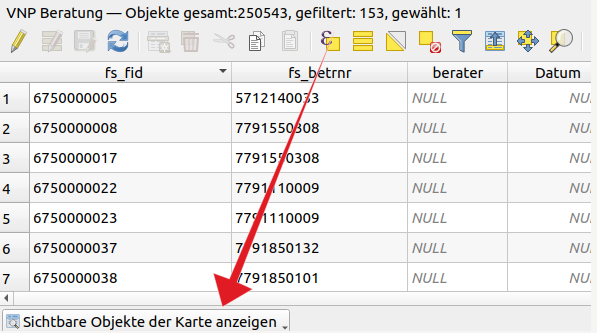 VNP Beratung — Objekte gesamt:250543, gefiltert: 153, gewählt: 1
ε
fs_fid fs_betrnr berater Datum
1 6750000005 5712140033 NULL NU
2 6750000008 7791550308 NULL NU
3 6750000017 7791550308 NULL NU
4 6750000022 7791110009 NULL NU
5 6750000023 7791110009 NULL NU
6 6750000037 7791850132 NULL NU
7 6750000038 7791850101 NULL NU
Sichtbare Objekte der Karte anzeigen